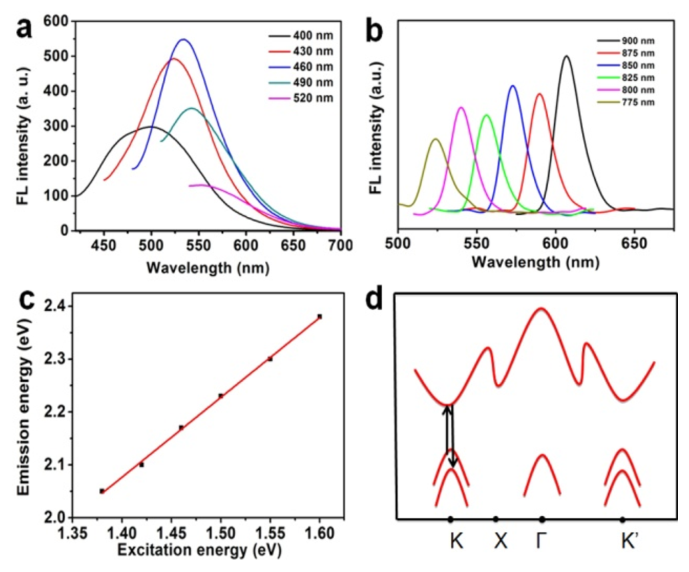 a
FL intensity (a. u.)
600
500
400
300
200
100
0
400 nm
430 nm
460 nm
490 nm
520 nm
450 500 550 600 650 700
Wavelength (nm)
b
FL intensity (a.u.)
900 nm
875 nm
850 nm
825 nm
800 nm
775 nm
500 550 600 650
Wavelength (nm)
c
Emission energy (eV)
2.4
2.3
2.2
2.1
2.0
1.35 1.40 1.45 1.50 1.55 1.60
Excitation energy (eV)
d
K X Γ K’